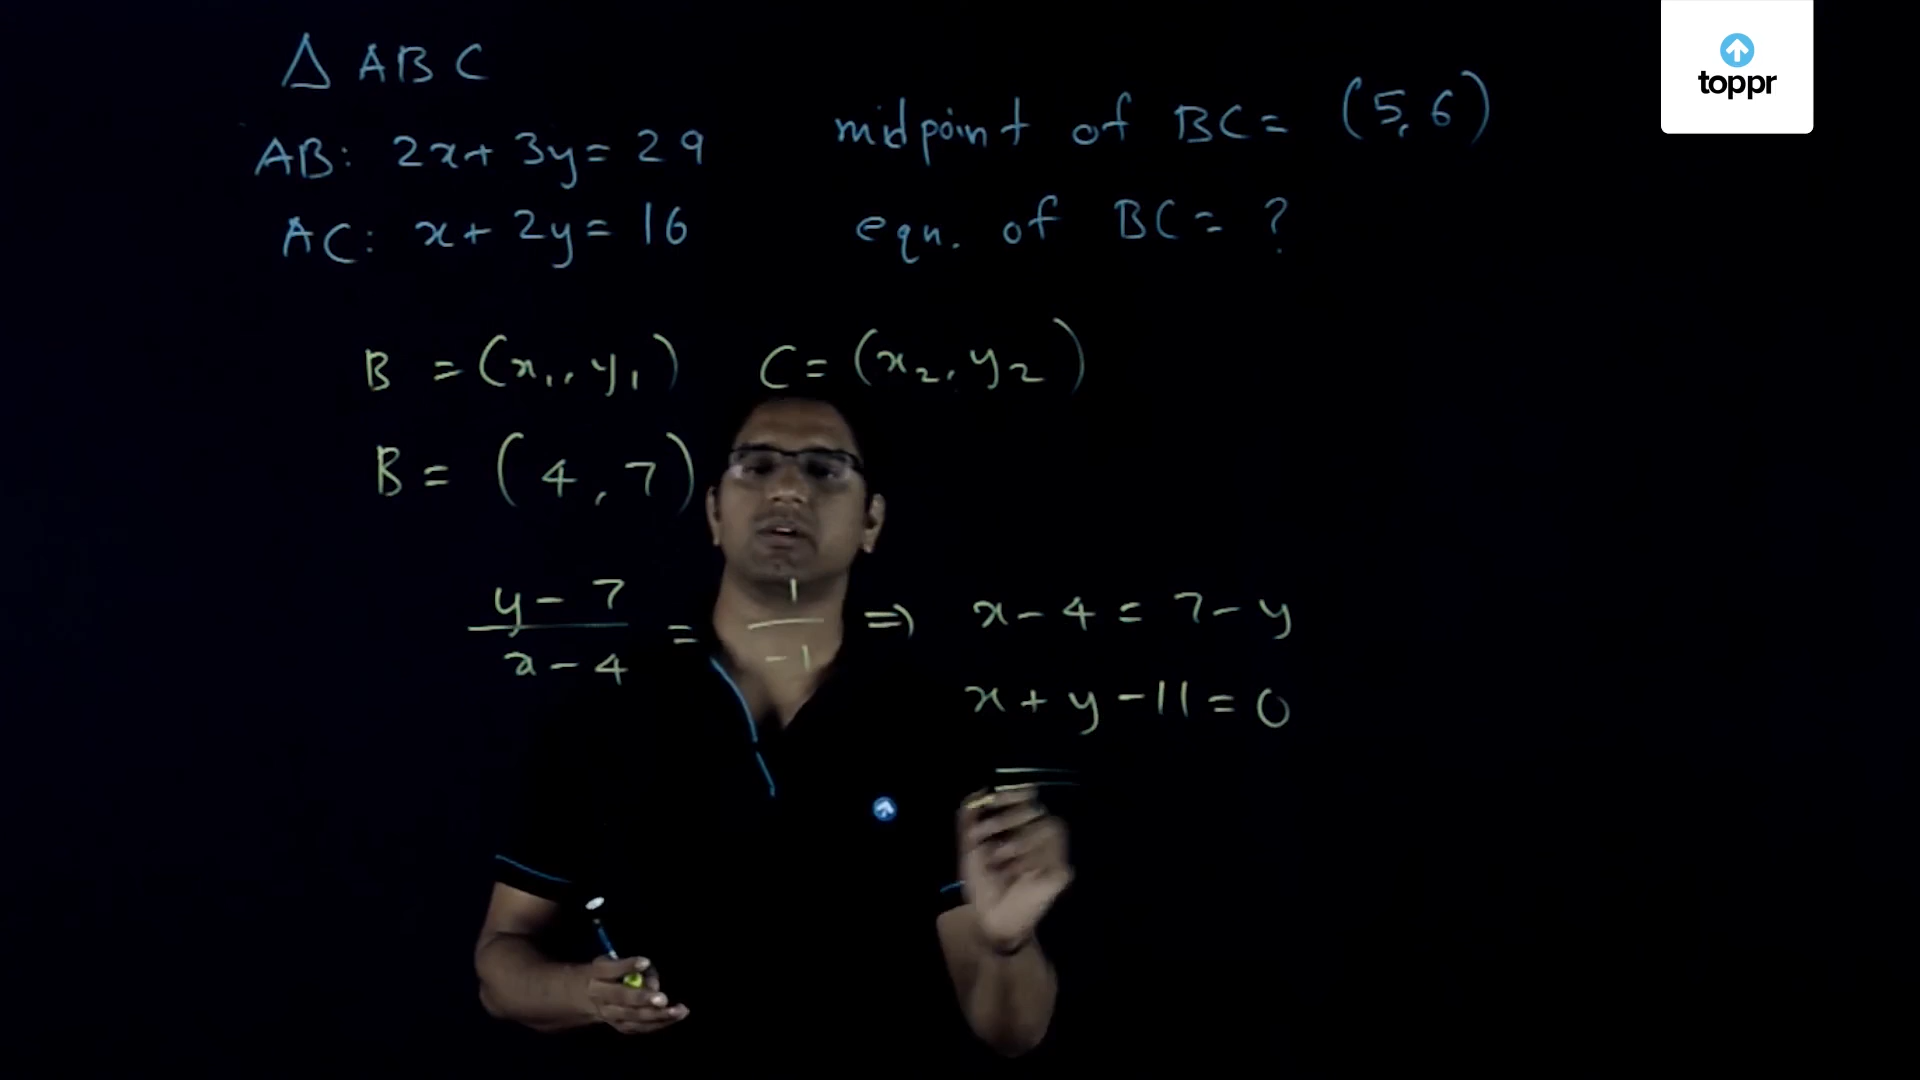 △ ABC
AB: 2x+ 3y= 29
AC: x+ 2y= 16
midpoint of BC= (5,6)
eqn. of BC= ?
B = (x₁, y₁) C= (x₂, y₂)
B= (4, 7)
y-7 / x-4 = 1 / -1 ⇒ x-4 = 7-y
x+y-11=0
toppr